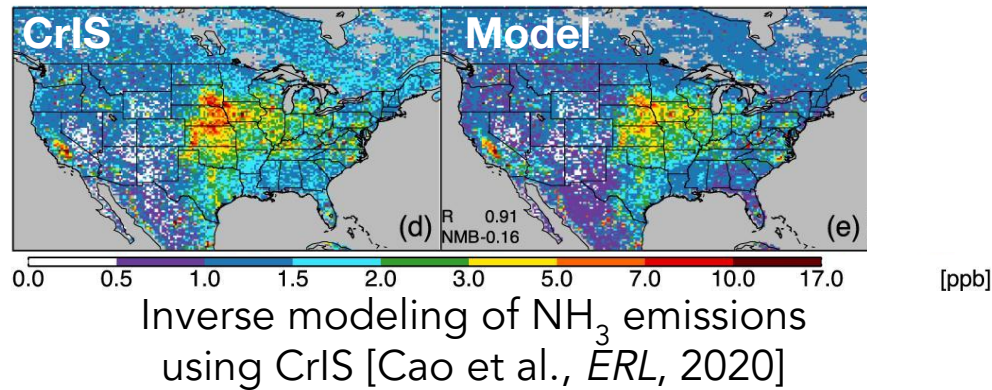 CrIS
Model
(d)
R 0.91
NMB-0.16
(e)
0.0 0.5 1.0 1.5 2.0 3.0 5.0 7.0 10.0 17.0 [ppb]
Inverse modeling of NH₃ emissions
using CrIS [Cao et al., ERL, 2020]